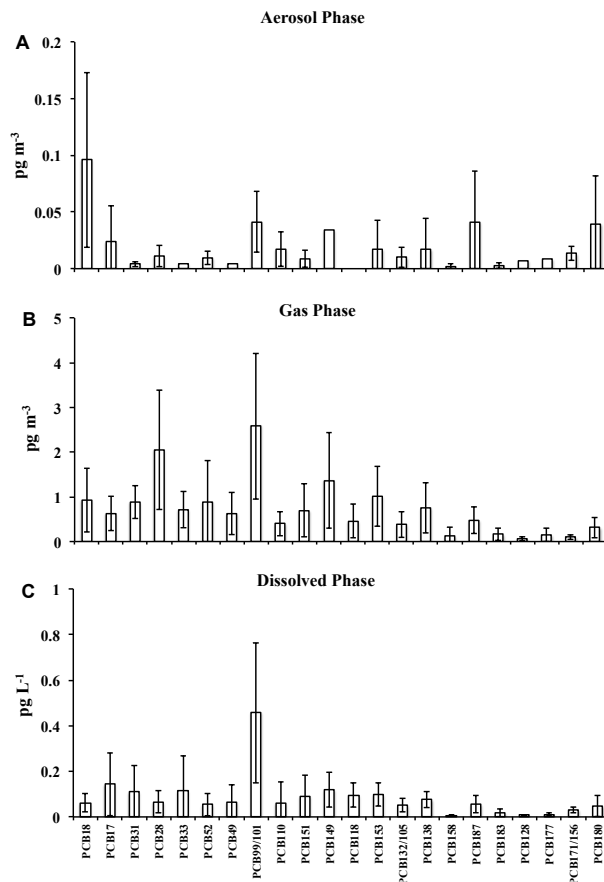 Aerosol Phase
A
0.2
0.15
0.1
0.05
0
pg m-3
Gas Phase
B
5
4
3
2
1
0
pg m-3
Dissolved Phase
C
1
0.8
0.6
0.4
0.2
0
pg L-1
PCB18
PCB17
PCB31
PCB28
PCB33
PCB52
PCB49
PCB99/101
PCB110
PCB151
PCB149
PCB118
PCB153
PCB132/105
PCB138
PCB158
PCB187
PCB183
PCB128
PCB177
PCB171/156
PCB180